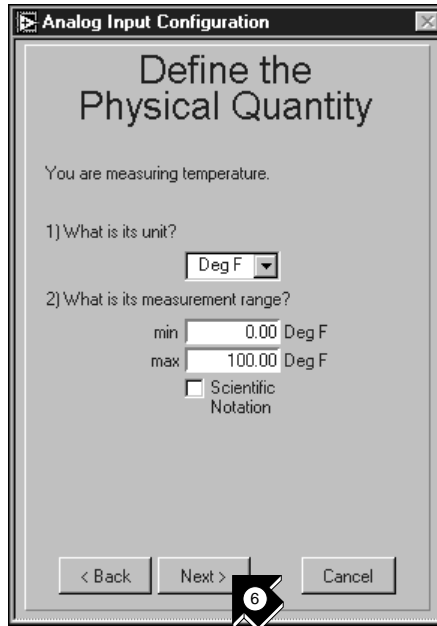 Analog Input Configuration
Define the
Physical Quantity
You are measuring temperature.
1) What is its unit?
Deg F
2) What is its measurement range?
min 0.00 Deg F
max 100.00 Deg F
Scientific
Notation
< Back Next > Cancel
6